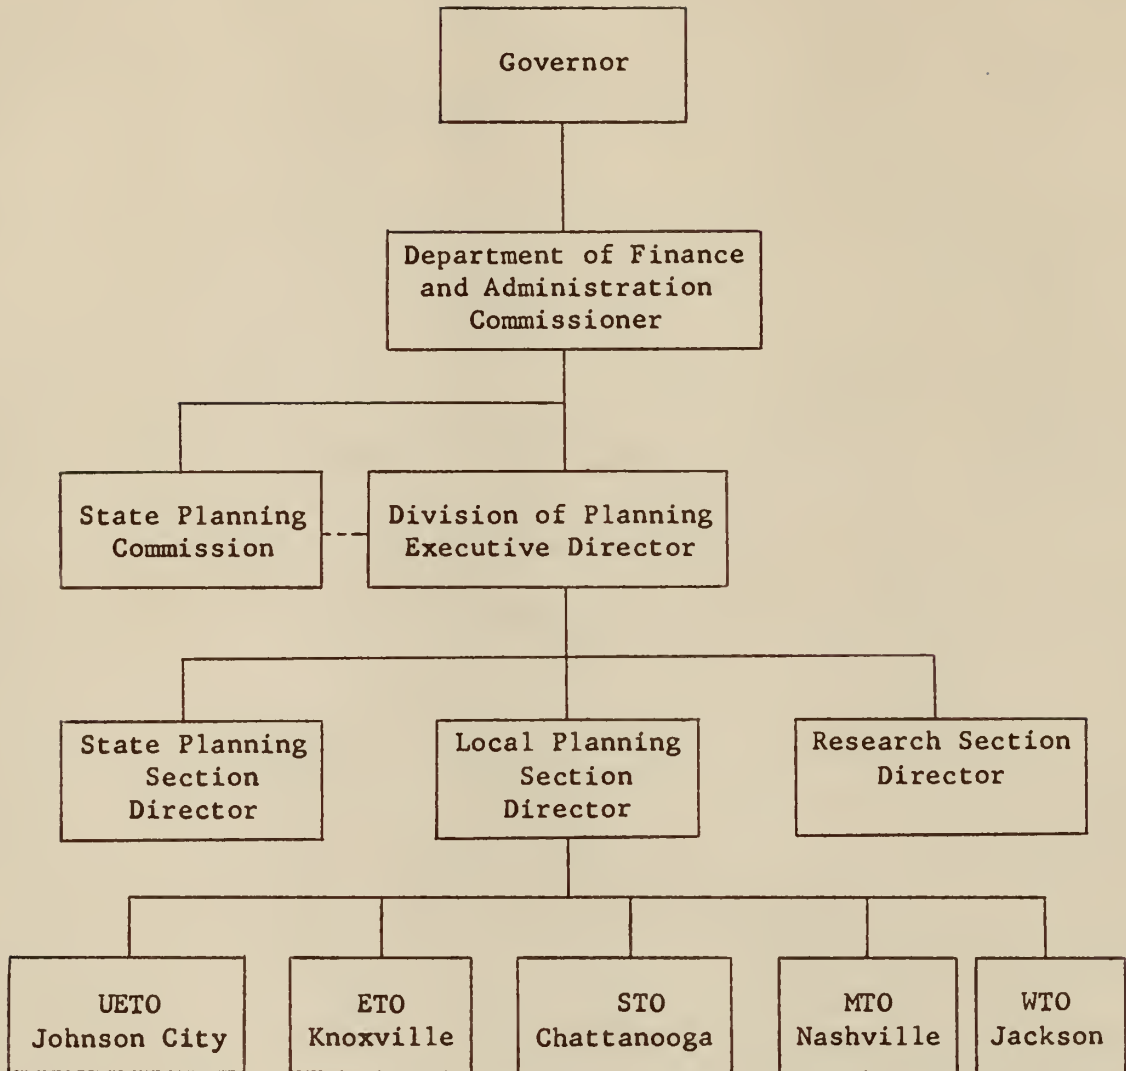 Governor
Department of Finance
and Administration
Commissioner
State Planning
Commission
Division of Planning
Executive Director
State Planning
Section
Director
Local Planning
Section
Director
Research Section
Director
UETO
Johnson City
ETO
Knoxville
STO
Chattanooga
MTO
Nashville
WTO
Jackson